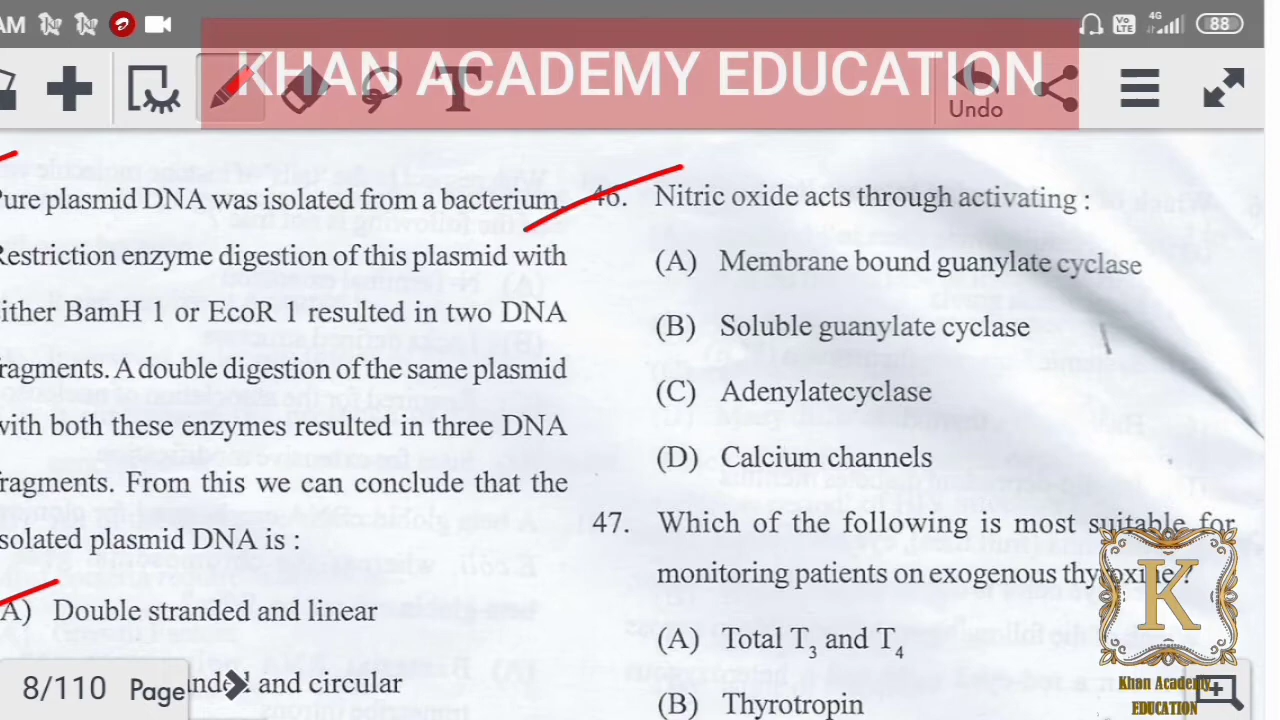 AM
Vo
LTE
4G
88
KHAN ACADEMY EDUCATION
T
Undo
Pure plasmid DNA was isolated from a bacterium.
Restriction enzyme digestion of this plasmid with
either BamH 1 or EcoR 1 resulted in two DNA
fragments. A double digestion of the same plasmid
with both these enzymes resulted in three DNA
fragments. From this we can conclude that the
isolated plasmid DNA is :
A) Double stranded and linear
and circular
8/110 Page
46. Nitric oxide acts through activating :
(A) Membrane bound guanylate cyclase
(B) Soluble guanylate cyclase
(C) Adenylatecyclase
(D) Calcium channels
47. Which of the following is most suitable for
monitoring patients on exogenous thyroxine ?
(A) Total T3 and T4
(B) Thyrotropin
K
Khan Academy
EDUCATION